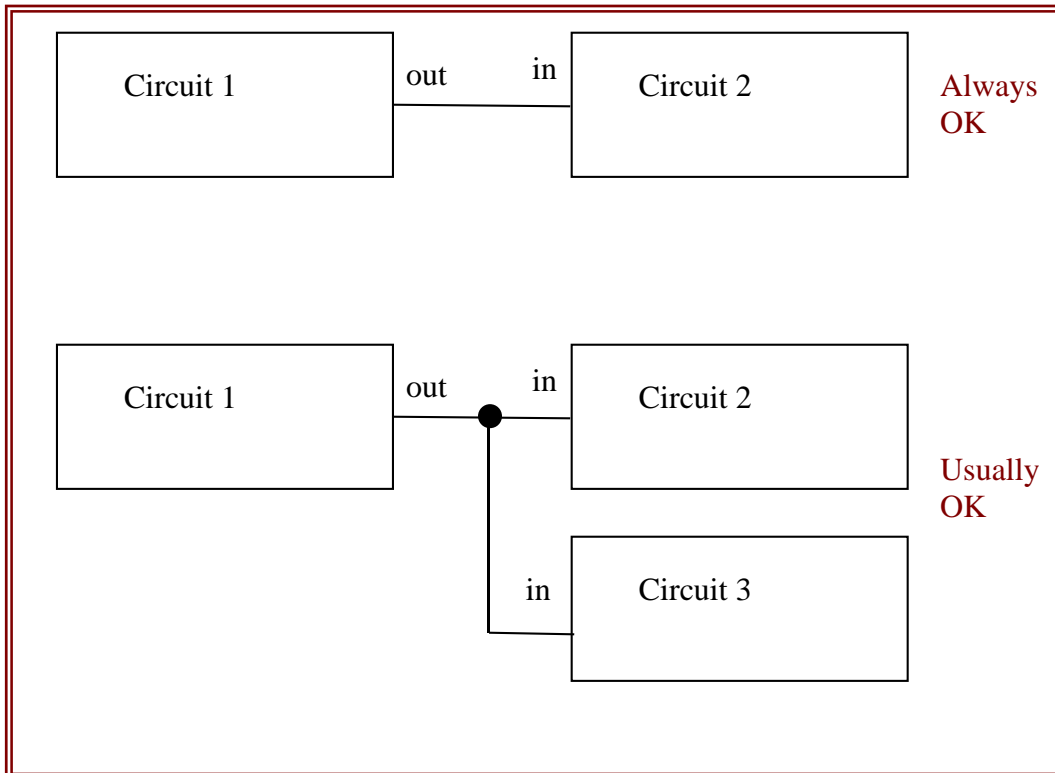 Circuit 1
out
in
Circuit 2
Always
OK
Circuit 1
out
in
Circuit 2
Usually
OK
in
Circuit 3